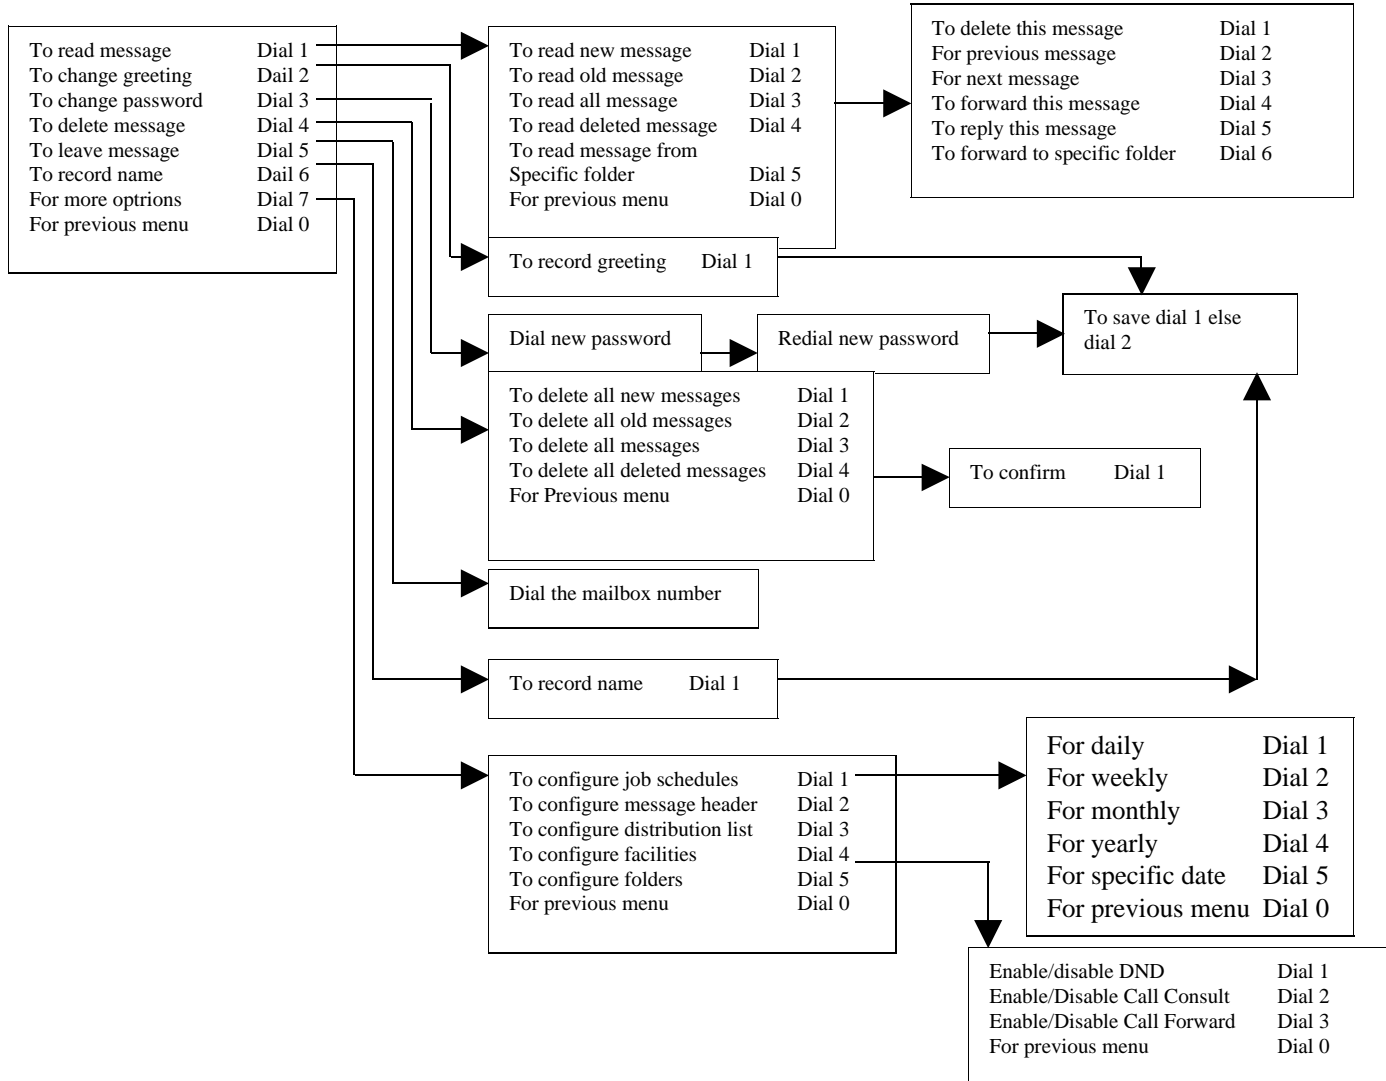 To read message Dial 1
To change greeting Dail 2
To change password Dial 3
To delete message Dial 4
To leave message Dial 5
To record name Dail 6
For more optrions Dial 7
For previous menu Dial 0
To read new message Dial 1
To read old message Dial 2
To read all message Dial 3
To read deleted message Dial 4
To read message from
Specific folder Dial 5
For previous menu Dial 0
To delete this message Dial 1
For previous message Dial 2
For next message Dial 3
To forward this message Dial 4
To reply this message Dial 5
To forward to specific folder Dial 6
To record greeting Dial 1
Dial new password
Redial new password
To save dial 1 else
dial 2
To delete all new messages Dial 1
To delete all old messages Dial 2
To delete all messages Dial 3
To delete all deleted messages Dial 4
For Previous menu Dial 0
To confirm Dial 1
Dial the mailbox number
To record name Dial 1
To configure job schedules Dial 1
To configure message header Dial 2
To configure distribution list Dial 3
To configure facilities Dial 4
To configure folders Dial 5
For previous menu Dial 0
For daily Dial 1
For weekly Dial 2
For monthly Dial 3
For yearly Dial 4
For specific date Dial 5
For previous menu Dial 0
Enable/disable DND Dial 1
Enable/Disable Call Consult Dial 2
Enable/Disable Call Forward Dial 3
For previous menu Dial 0